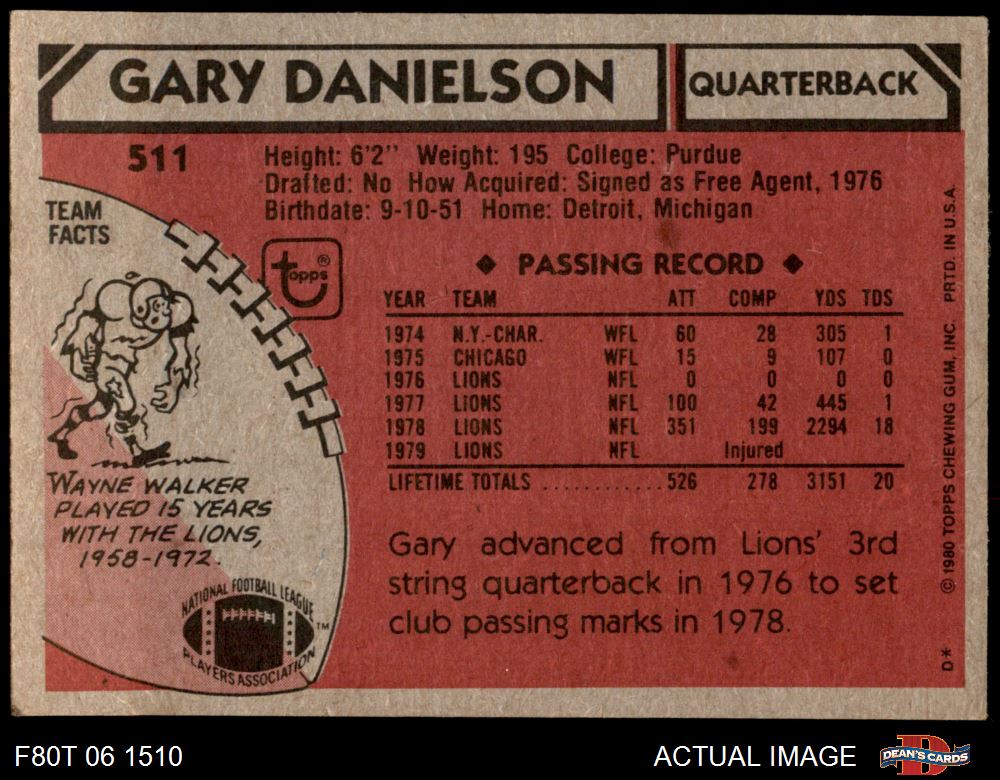 GARY DANIELSON
QUARTERBACK
511
Height: 6'2'' Weight: 195 College: Purdue
Drafted: No How Acquired: Signed as Free Agent, 1976
Birthdate: 9-10-51 Home: Detroit, Michigan
TEAM
FACTS
topps ®
◆ PASSING RECORD ◆
YEAR TEAM ATT COMP YDS TDS
1974 N.Y.-CHAR. WFL 60 28 305 1
1975 CHICAGO WFL 15 9 107 0
1976 LIONS NFL 0 0 0 0
1977 LIONS NFL 100 42 445 1
1978 LIONS NFL 351 199 2294 18
1979 LIONS NFL Injured
LIFETIME TOTALS ............ 526 278 3151 20
WAYNE WALKER
PLAYED 15 YEARS
WITH THE LIONS,
1958-1972.
Gary advanced from Lions' 3rd
string quarterback in 1976 to set
club passing marks in 1978.
NATIONAL FOOTBALL LEAGUE
PLAYERS ASSOCIATION
TM
© 1980 TOPPS CHEWING GUM, INC. PRTD. IN U.S.A.
D*
F80T 06 1510
ACTUAL IMAGE
DEAN'S CARDS